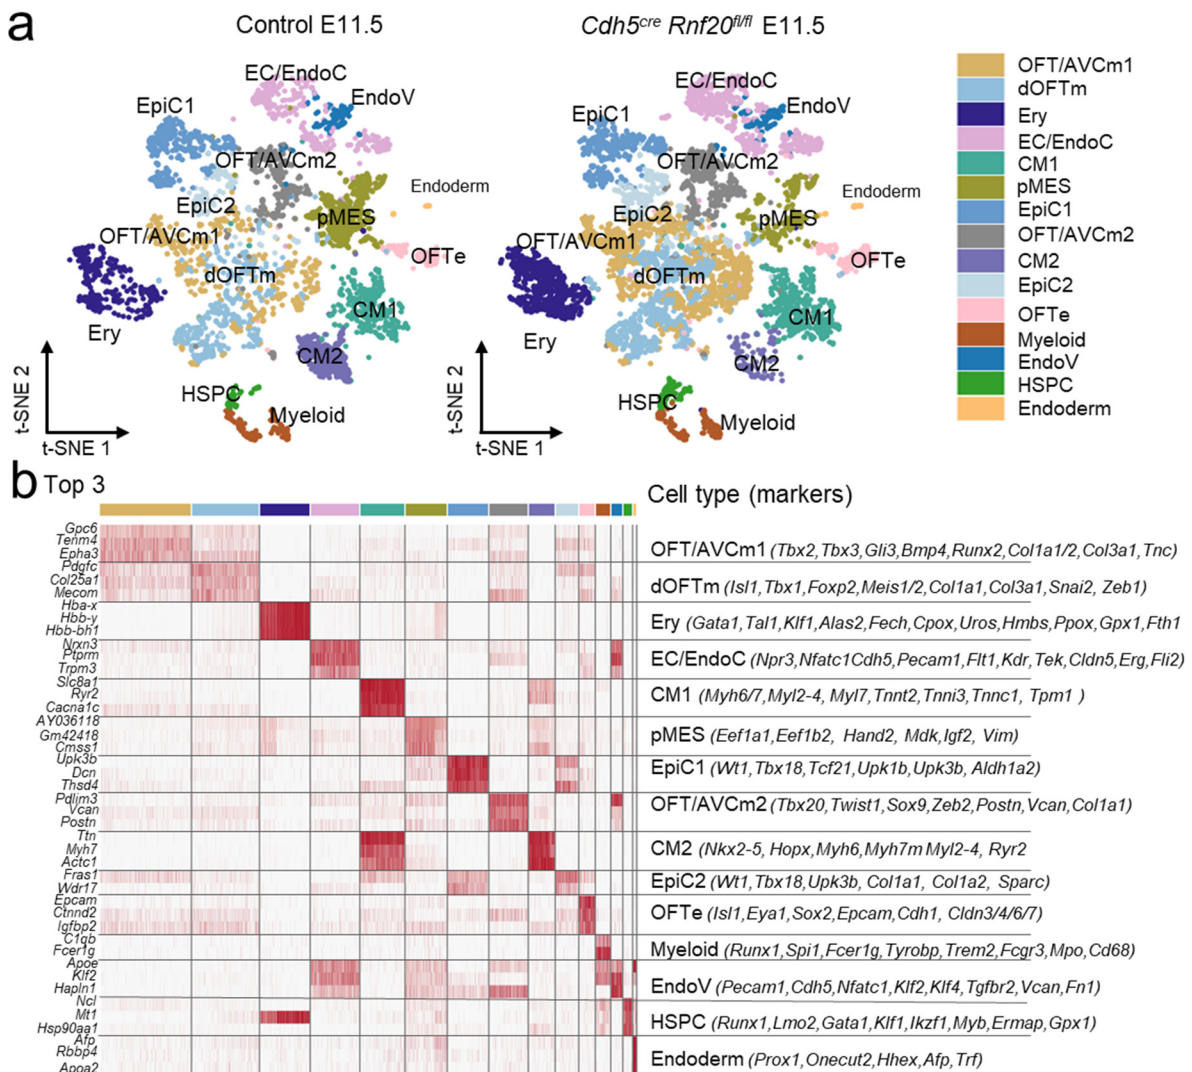 a
Control E11.5
Cdh5cre Rnf20fl/fl E11.5
EC/EndoC
EndoV
EpiC1
OFT/AVCm2
Endoderm
EpiC2
pMES
OFT/AVCm1
OFTe
dOFTm
CM1
Ery
CM2
HSPC
Myeloid
t-SNE 2
t-SNE 1
EC/EndoC
EndoV
EpiC1
OFT/AVCm2
Endoderm
EpiC2
pMES
OFT/AVCm1
OFTe
dOFTm
CM1
Ery
CM2
HSPC
Myeloid
t-SNE 2
t-SNE 1
OFT/AVCm1
dOFTm
Ery
EC/EndoC
CM1
pMES
EpiC1
OFT/AVCm2
CM2
EpiC2
OFTe
Myeloid
EndoV
HSPC
Endoderm
b
Top 3
Cell type (markers)
Gpc6
Tenm4
Epha3
Pdgfc
Col25a1
Mecom
Hba-x
Hbb-y
Hbb-bh1
Nrxn3
Ptprm
Trpm3
Slc8a1
Ryr2
Cacna1c
AY036118
Gm42418
Cmss1
Upk3b
Dcn
Thsd4
Pdlim3
Vcan
Postn
Ttn
Myh7
Actc1
Fras1
Wdr17
Epcam
Ctnnd2
Igfbp2
C1qb
Fcer1g
Apoe
Klf2
Hapln1
Ncl
Mt1
Hsp90aa1
Afp
Rbbp4
Apoa2
OFT/AVCm1 (Tbx2,Tbx3,Gli3,Bmp4,Runx2,Col1a1/2,Col3a1,Tnc)
dOFTm (Isl1,Tbx1,Foxp2,Meis1/2,Col1a1,Col3a1,Snai2, Zeb1)
Ery (Gata1,Tal1,Klf1,Alas2,Fech,Cpox,Uros,Hmbs,Ppox,Gpx1,Fth1
EC/EndoC (Npr3,Nfatc1Cdh5,Pecam1,Flt1,Kdr,Tek,Cldn5,Erg,Fli2)
CM1 (Myh6/7,Myl2-4, Myl7,Tnnt2,Tnni3,Tnnc1, Tpm1 )
pMES (Eef1a1,Eef1b2, Hand2, Mdk,Igf2, Vim)
EpiC1 (Wt1,Tbx18,Tcf21,Upk1b,Upk3b, Aldh1a2)
OFT/AVCm2 (Tbx20,Twist1,Sox9,Zeb2,Postn,Vcan,Col1a1)
CM2 (Nkx2-5, Hopx,Myh6,Myh7m Myl2-4, Ryr2
EpiC2 (Wt1,Tbx18,Upk3b, Col1a1, Col1a2, Sparc)
OFTe (Isl1,Eya1,Sox2,Epcam,Cdh1, Cldn3/4/6/7)
Myeloid (Runx1,Spi1,Fcer1g,Tyrobp,Trem2,Fcgr3,Mpo,Cd68)
EndoV (Pecam1,Cdh5,Nfatc1,Klf2,Klf4,Tgfbr2,Vcan,Fn1)
HSPC (Runx1,Lmo2,Gata1,Klf1,Ikzf1,Myb,Ermap,Gpx1)
Endoderm (Prox1,Onecut2,Hhex,Afp,Trf)